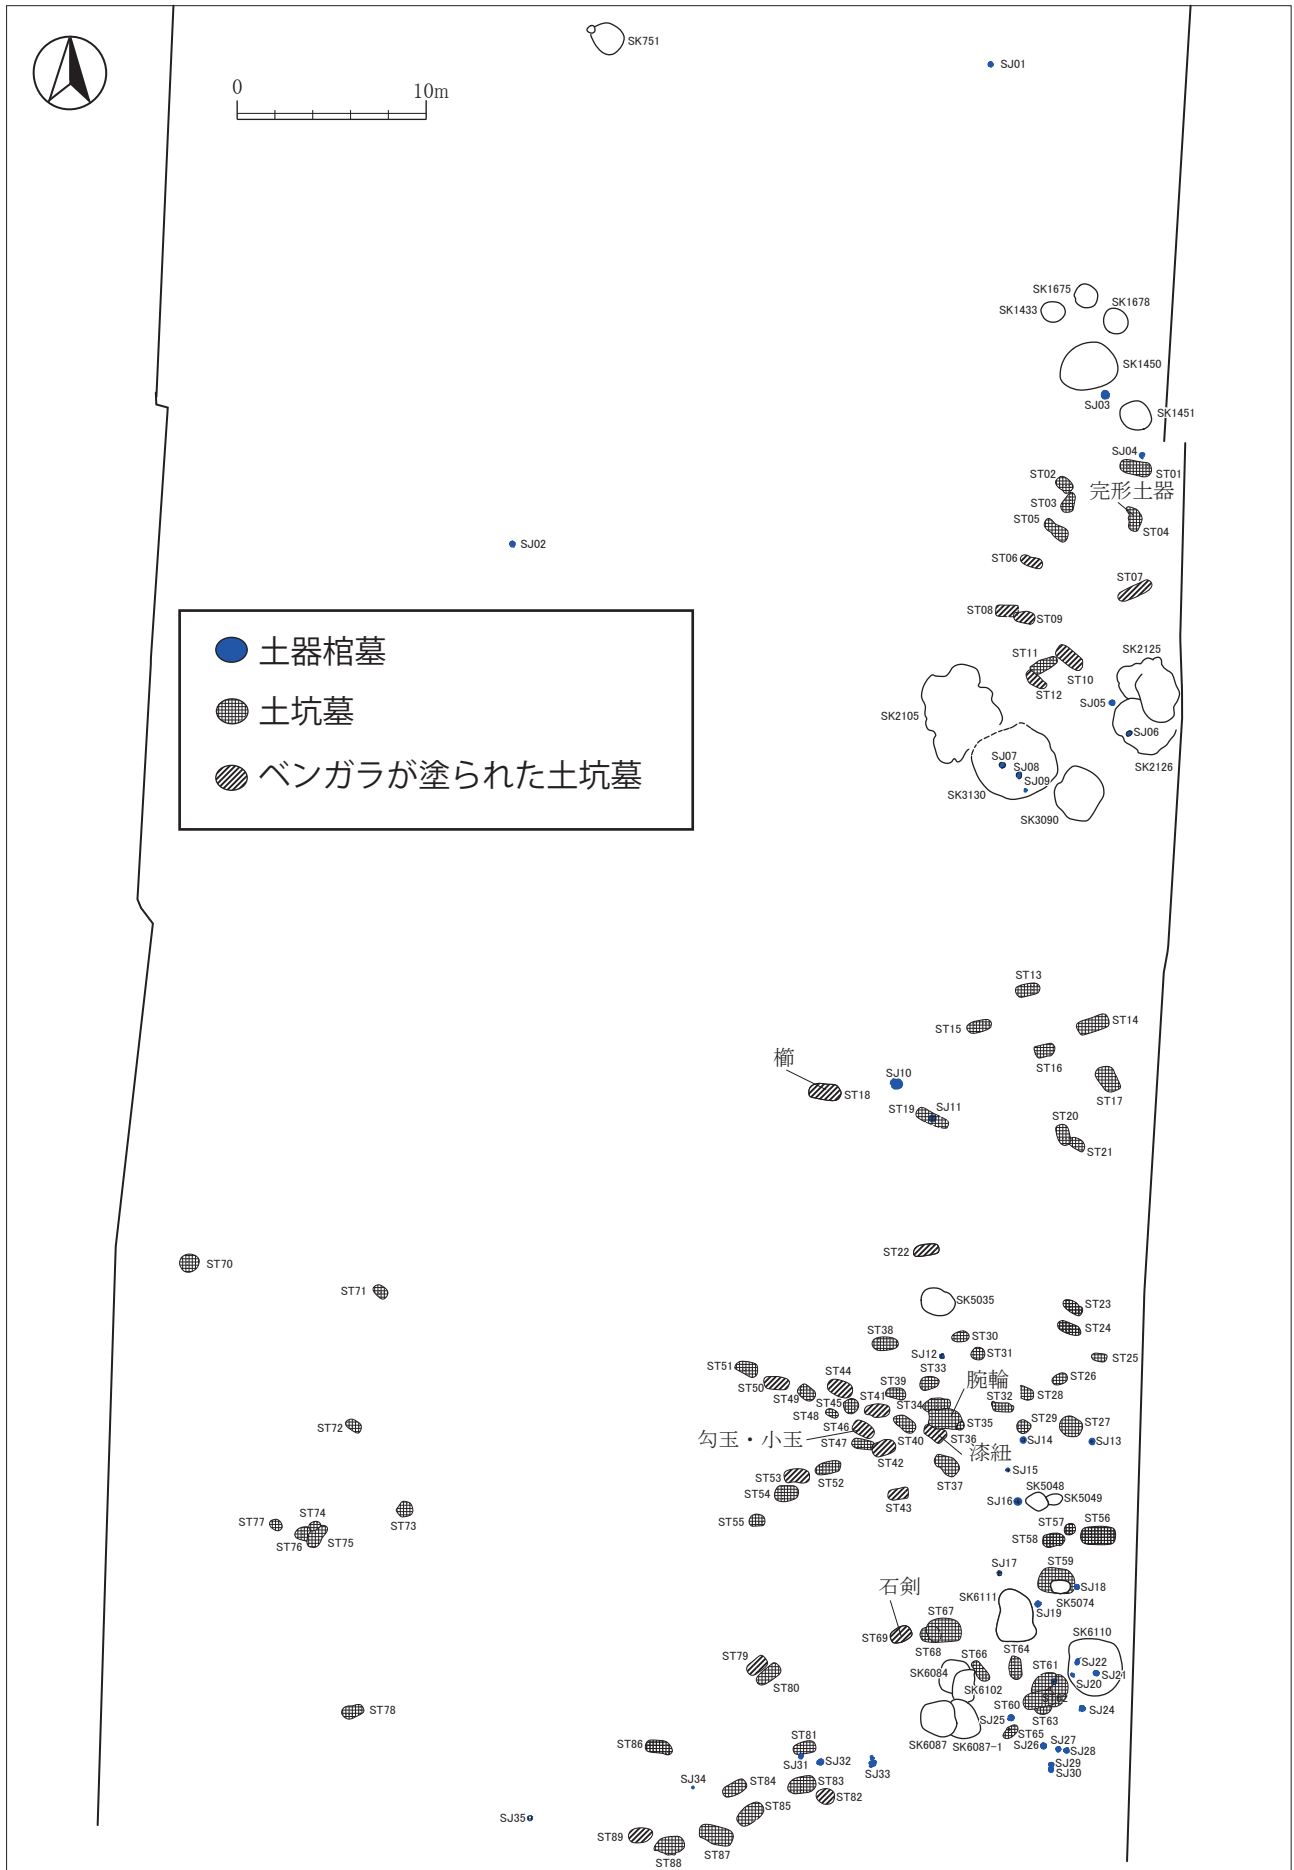 SK751
SJ01
0 10m
SK1675
SK1433
SK1678
SK1450
SJ03
SK1451
SJ04
ST01
ST02
完形土器
ST03
ST05
ST04
SJ02
ST06
ST07
ST08
ST09
土器棺墓
土坑墓
ベンガラが塗られた土坑墓
ST11
SK2125
ST10
ST12
SJ05
SK2105
SJ06
SJ07
SJ08
SK2126
SJ09
SK3130
SK3090
ST13
ST15
ST14
櫛
ST16
SJ10
ST18
ST17
ST19
SJ11
ST20
ST21
ST22
ST70
ST71
SK5035
ST23
ST24
ST38
ST30
SJ12
ST31
ST25
ST51
ST44
ST33
ST26
ST50
ST39
腕輪
ST49
ST45
ST41
ST34
ST32
ST28
ST48
ST72
ST46
ST35
ST29
ST27
勾玉・小玉
ST47
ST40
ST36
SJ14
SJ13
ST42
漆紐
ST53
ST52
ST37
SJ15
ST54
ST43
SK5048
SJ16
SK5049
ST55
ST77
ST74
ST73
ST57
ST56
ST76
ST75
ST58
SJ17
ST59
石剣
SJ18
SK6111
SK5074
SJ19
ST67
ST69
ST68
SK6110
ST79
ST66
ST64
ST61
SJ22
SK6084
SJ21
ST80
SJ20
SK6102
ST60
ST62
ST78
SJ24
SJ25
ST63
SK6087
SK6087-1
ST65
SJ26
SJ27
SJ28
ST86
ST81
SJ31
SJ32
SJ33
SJ29
SJ30
SJ34
ST84
ST83
ST82
SJ35
ST85
ST89
ST88
ST87